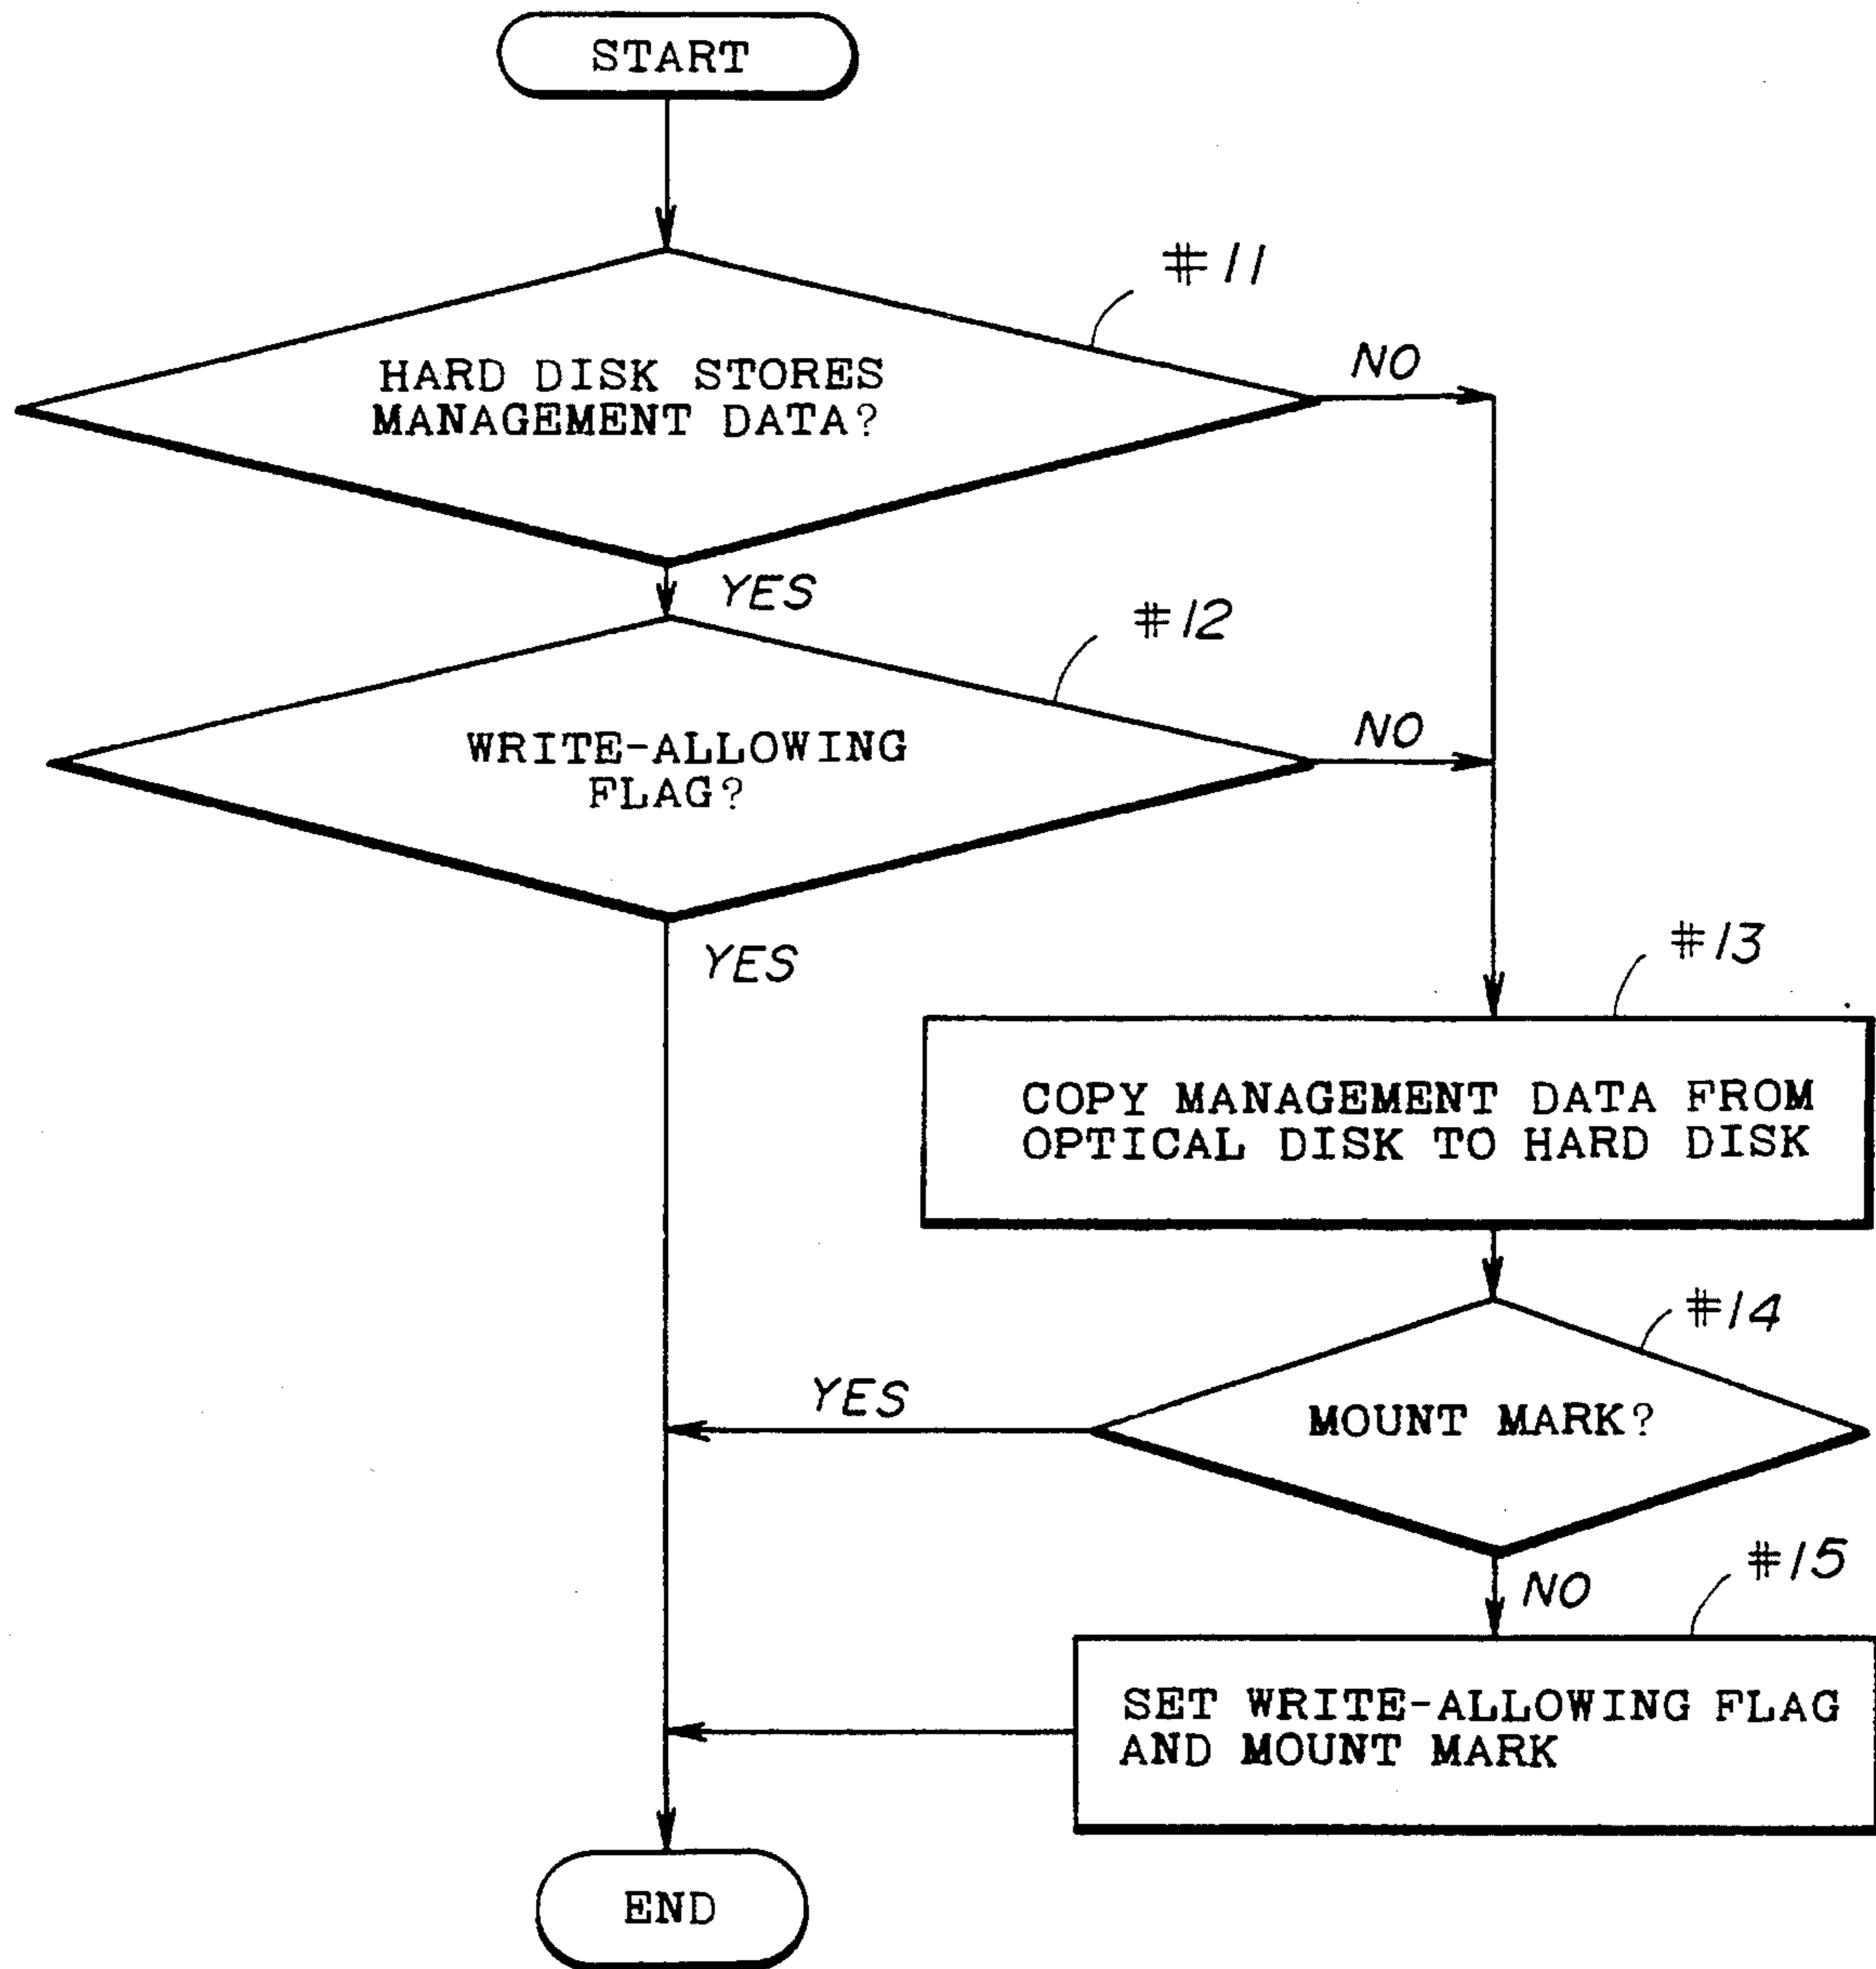 START
#11
HARD DISK STORES
MANAGEMENT DATA?
NO
YES
#12
WRITE-ALLOWING
FLAG?
NO
YES
#13
COPY MANAGEMENT DATA FROM
OPTICAL DISK TO HARD DISK
#14
MOUNT MARK?
YES
NO
#15
SET WRITE-ALLOWING FLAG
AND MOUNT MARK
END